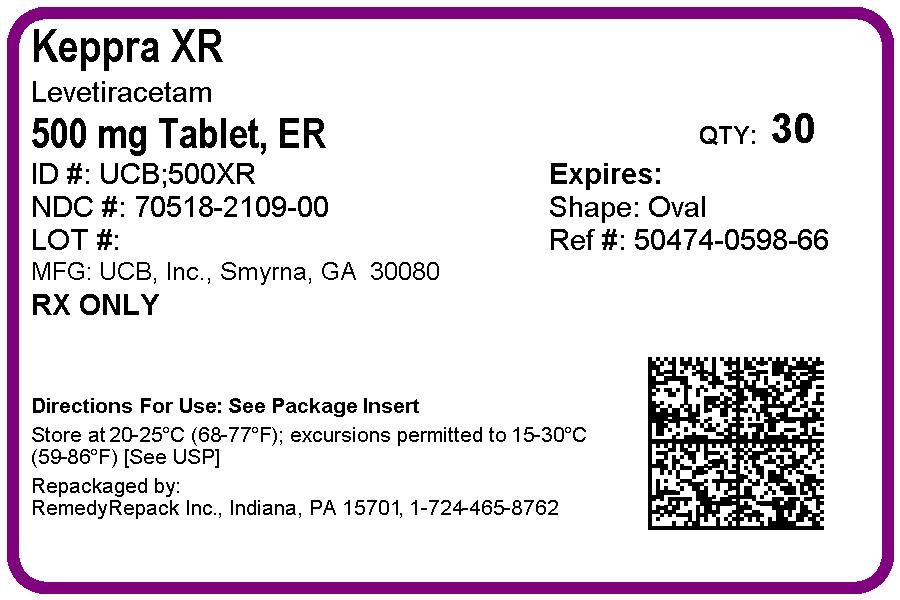 Keppra XR
Levetiracetam
500 mg Tablet, ER
QTY: 30
ID #: UCB;500XR
Expires:
NDC #: 70518-2109-00
Shape: Oval
LOT #:
Ref #: 50474-0598-66
MFG: UCB, Inc., Smyrna, GA  30080
RX ONLY
Directions For Use: See Package Insert
Store at 20-25°C (68-77°F); excursions permitted to 15-30°C
(59-86°F) [See USP]
Repackaged by:
RemedyRepack Inc., Indiana, PA 15701, 1-724-465-8762